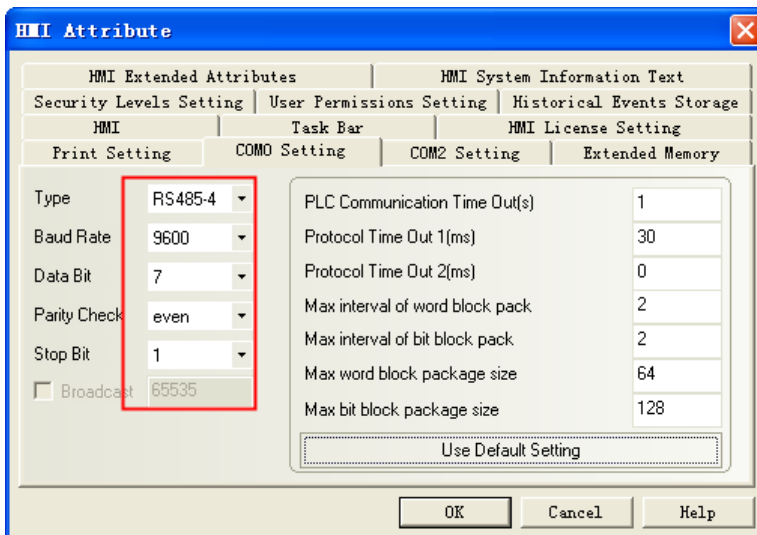 HMI Attribute
HMI Extended Attributes HMI System Information Text
Security Levels Setting User Permissions Setting Historical Events Storage
HMI Task Bar HMI License Setting
Print Setting COM0 Setting COM2 Setting Extended Memory
Type RS485-4
Baud Rate 9600
Data Bit 7
Parity Check even
Stop Bit 1
Broadcast 65535
PLC Communication Time Out(s) 1
Protocol Time Out 1(ms) 30
Protocol Time Out 2(ms) 0
Max interval of word block pack 2
Max interval of bit block pack 2
Max word block package size 64
Max bit block package size 128
Use Default Setting
OK Cancel Help